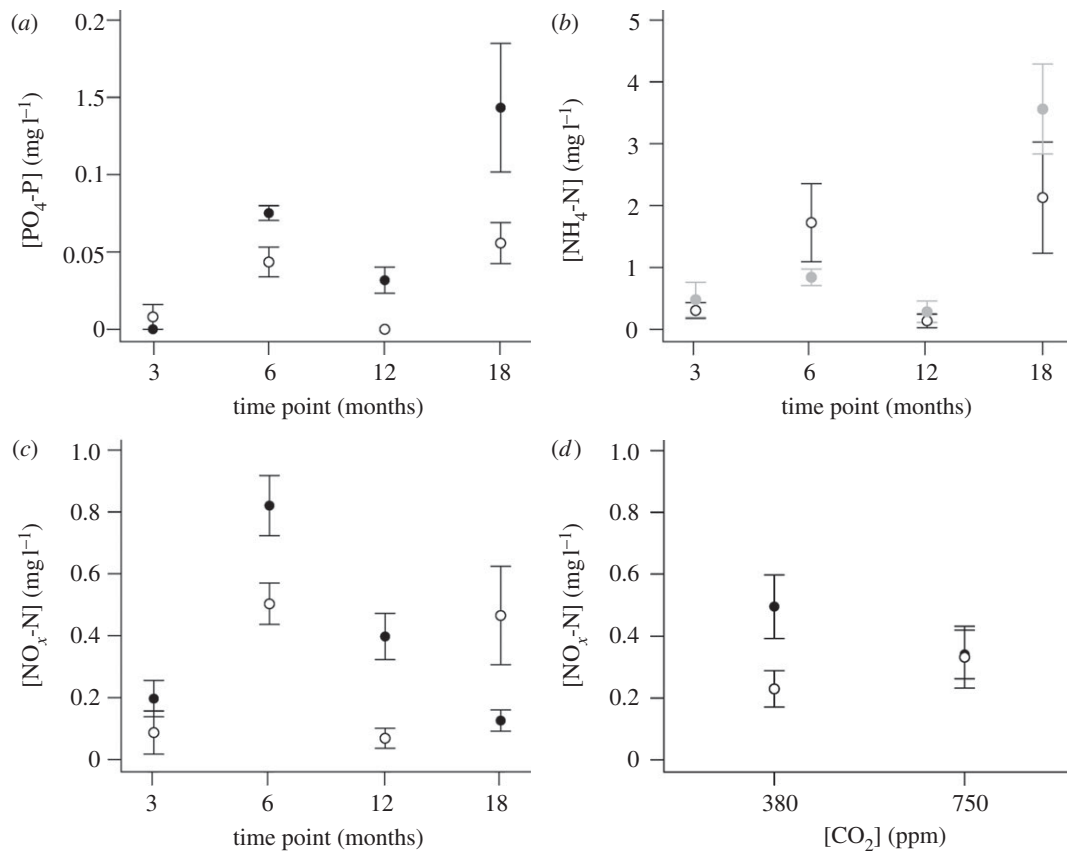 (a)
0.2
1.5
0.1
0.05
0
[PO4-P] (mg l–1)
3 6 12 18
time point (months)
(b)
5
4
3
2
1
0
[NH4-N] (mg l–1)
3 6 12 18
time point (months)
(c)
1.0
0.8
0.6
0.4
0.2
0
[NOx-N] (mg l–1)
3 6 12 18
time point (months)
(d)
1.0
0.8
0.6
0.4
0.2
0
[NOx-N] (mg l–1)
380 750
[CO2] (ppm)